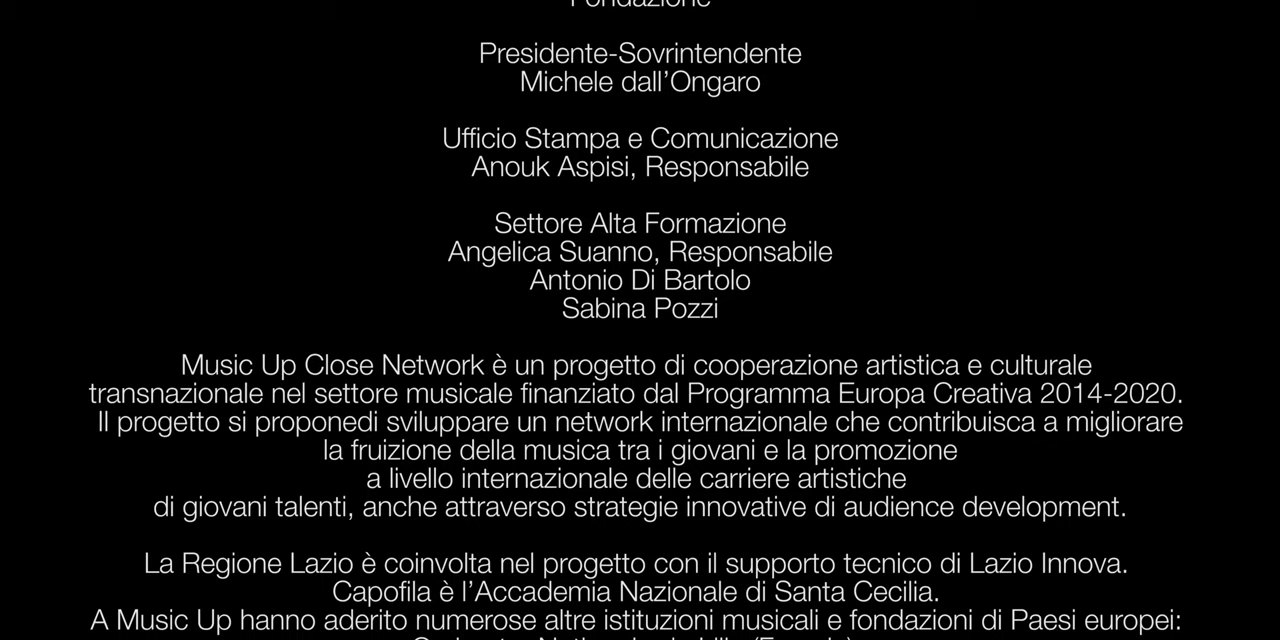 Fondazione
Presidente-Sovrintendente
Michele dall'Ongaro
Ufficio Stampa e Comunicazione
Anouk Aspisi, Responsabile
Settore Alta Formazione
Angelica Suanno, Responsabile
Antonio Di Bartolo
Sabina Pozzi
Music Up Close Network è un progetto di cooperazione artistica e culturale
transnazionale nel settore musicale finanziato dal Programma Europa Creativa 2014-2020.
Il progetto si proponedi sviluppare un network internazionale che contribuisca a migliorare
la fruizione della musica tra i giovani e la promozione
a livello internazionale delle carriere artistiche
di giovani talenti, anche attraverso strategie innovative di audience development.
La Regione Lazio è coinvolta nel progetto con il supporto tecnico di Lazio Innova.
Capofila è l'Accademia Nazionale di Santa Cecilia.
A Music Up hanno aderito numerose altre istituzioni musicali e fondazioni di Paesi europei: